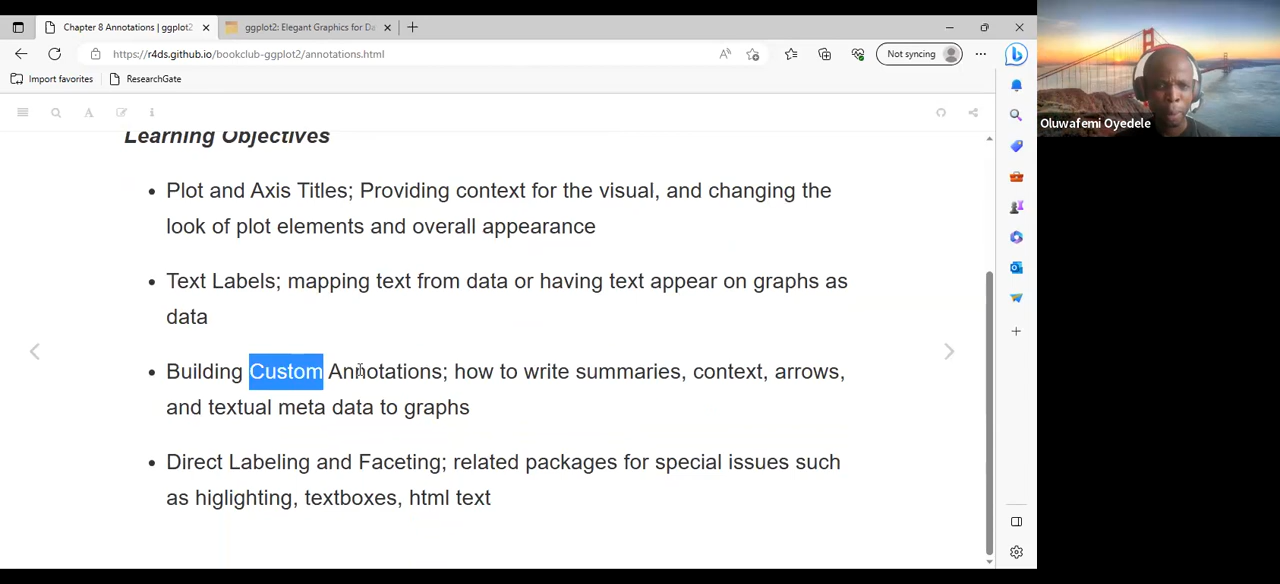 Chapter 8 Annotations | ggplot2
ggplot2: Elegant Graphics for Da
https://r4ds.github.io/bookclub-ggplot2/annotations.html
Not syncing
Import favorites
ResearchGate
Oluwafemi Oyedele
Learning Objectives
• Plot and Axis Titles; Providing context for the visual, and changing the
look of plot elements and overall appearance
• Text Labels; mapping text from data or having text appear on graphs as
data
• Building Custom Annotations; how to write summaries, context, arrows,
and textual meta data to graphs
• Direct Labeling and Faceting; related packages for special issues such
as higlighting, textboxes, html text